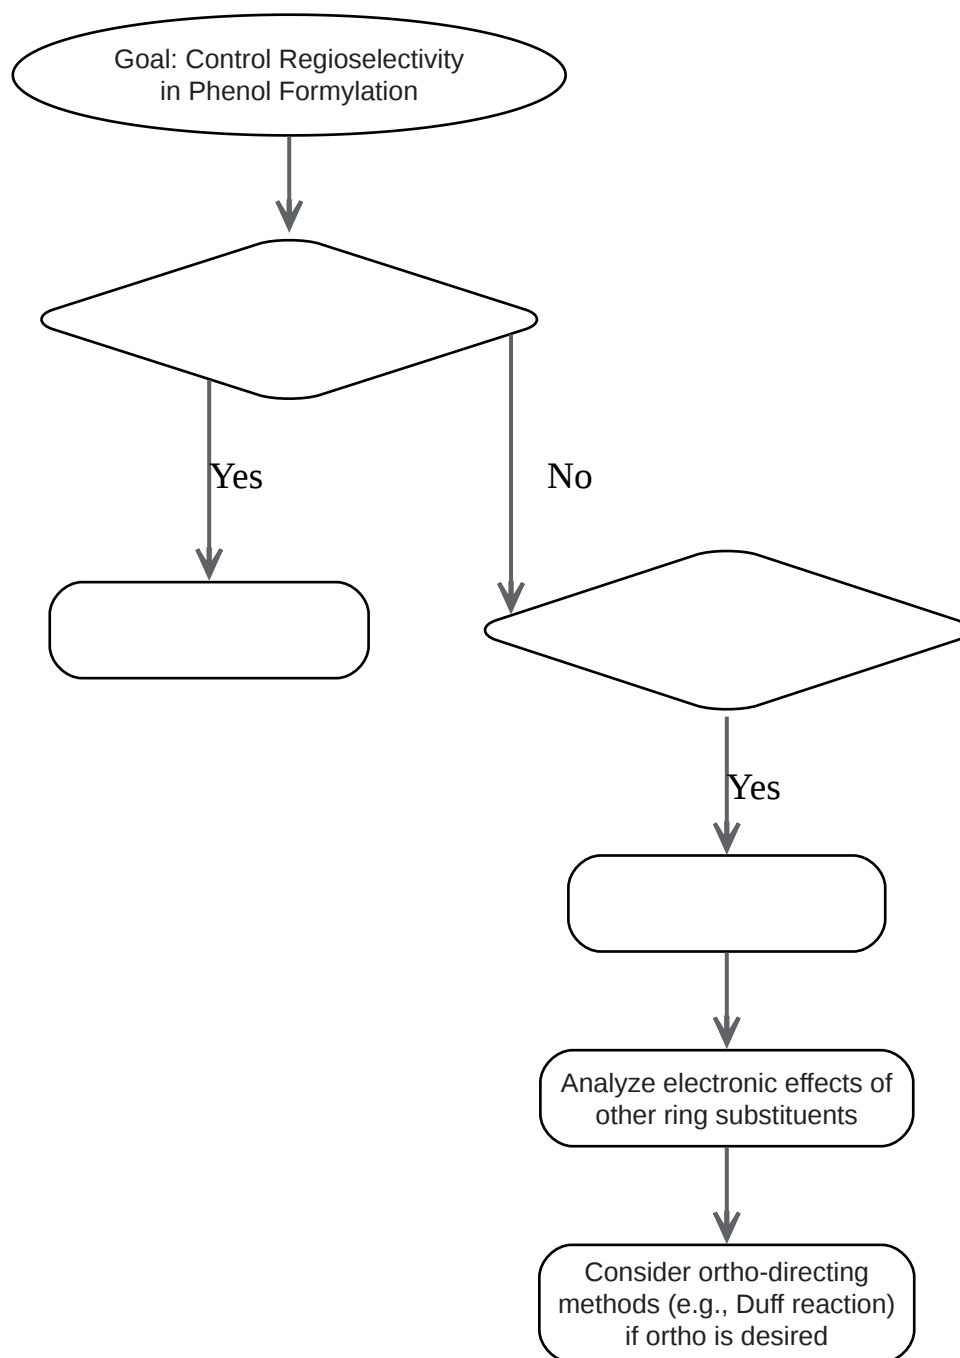 Goal: Control Regioselectivity
in Phenol Formylation
Yes
No
Yes
Analyze electronic effects of
other ring substituents
Consider ortho-directing
methods (e.g., Duff reaction)
if ortho is desired